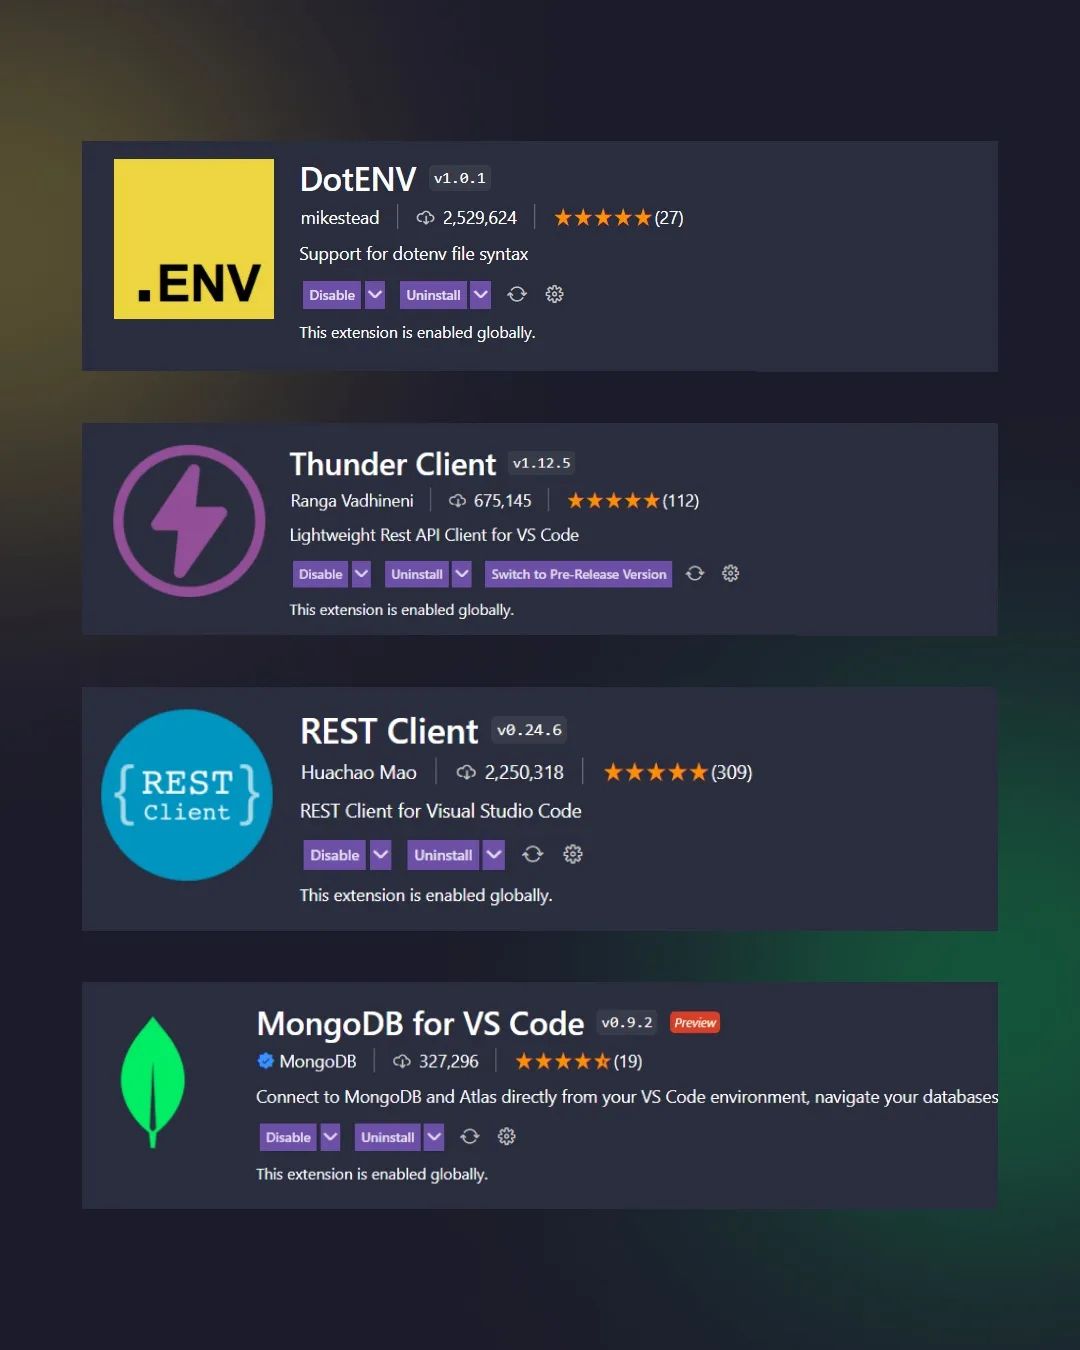 .ENV
DotENV v1.0.1
mikestead 2,529,624 (27)
Support for dotenv file syntax
Disable Uninstall
This extension is enabled globally.
Thunder Client v1.12.5
Ranga Vadhineni 675,145 (112)
Lightweight Rest API Client for VS Code
Disable Uninstall Switch to Pre-Release Version
This extension is enabled globally.
{ REST Client }
REST Client v0.24.6
Huachao Mao 2,250,318 (309)
REST Client for Visual Studio Code
Disable Uninstall
This extension is enabled globally.
MongoDB for VS Code v0.9.2 Preview
MongoDB 327,296 (19)
Connect to MongoDB and Atlas directly from your VS Code environment, navigate your databases
Disable Uninstall
This extension is enabled globally.